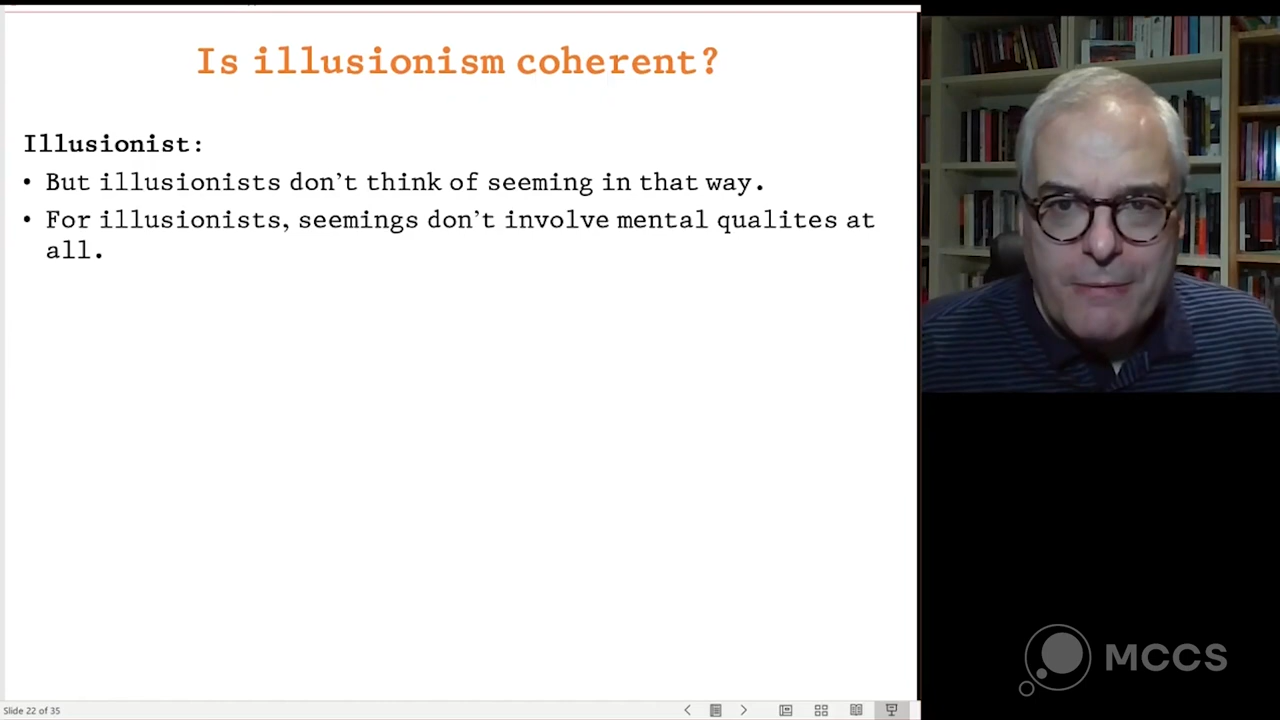 Is illusionism coherent?
Illusionist:
• But illusionists don't think of seeming in that way.
• For illusionists, seemings don't involve mental qualites at
all.
MCCS
Slide 22 of 35